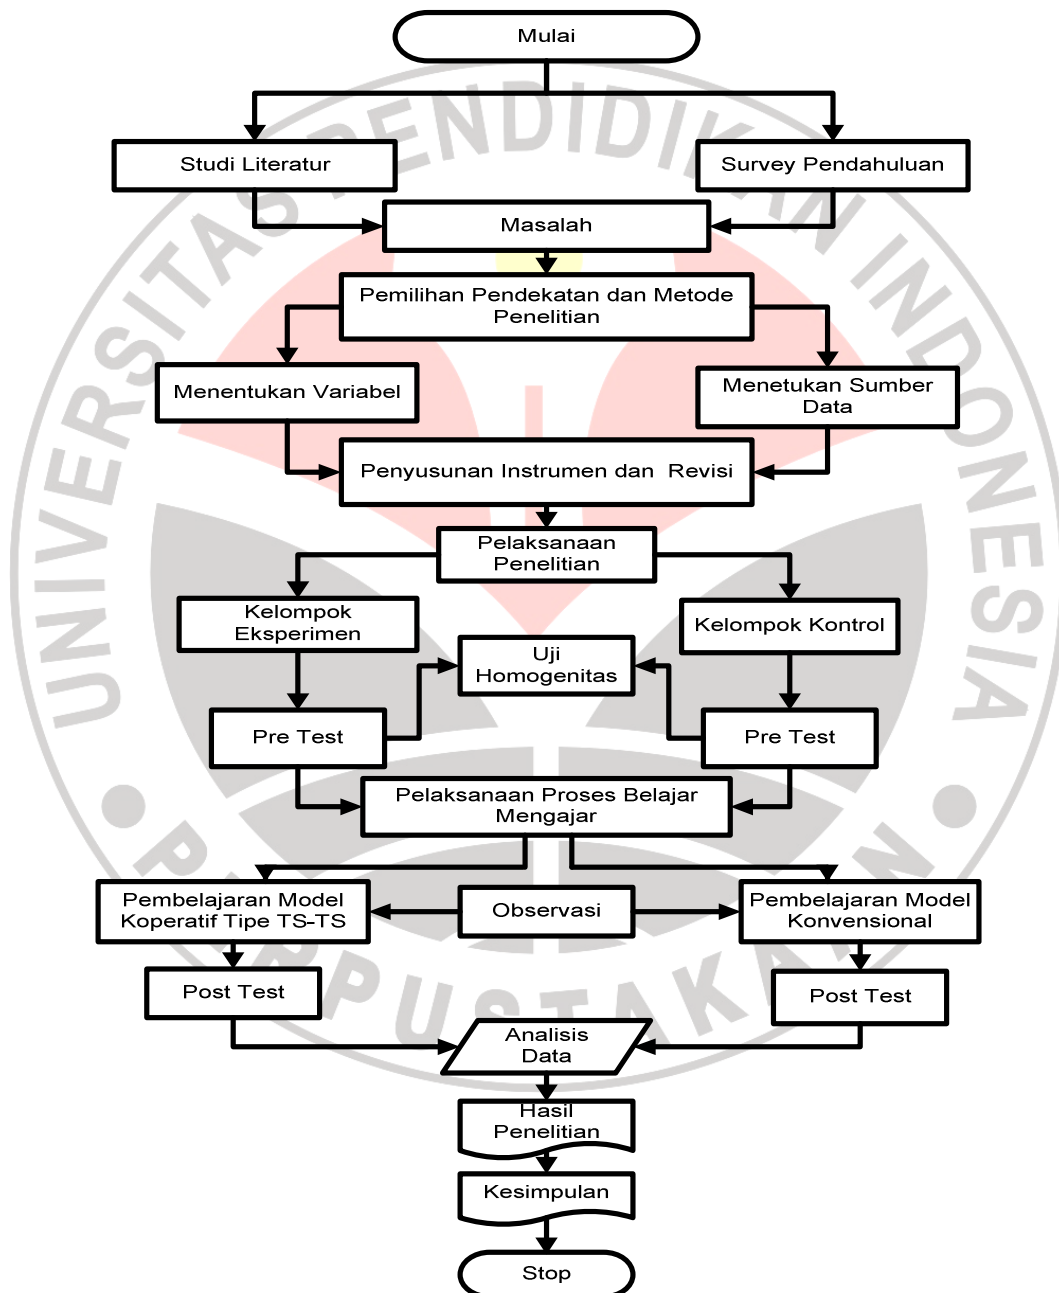 Mulai
Studi Literatur
Survey Pendahuluan
Masalah
Pemilihan Pendekatan dan Metode
Penelitian
Menentukan Variabel
Menetukan Sumber
Data
Penyusunan Instrumen dan Revisi
Pelaksanaan
Penelitian
Kelompok
Eksperimen
Kelompok Kontrol
Uji
Homogenitas
Pre Test
Pre Test
Pelaksanaan Proses Belajar
Mengajar
Pembelajaran Model
Koperatif Tipe TS-TS
Observasi
Pembelajaran Model
Konvensional
Post Test
Post Test
Analisis
Data
Hasil
Penelitian
Kesimpulan
Stop
UNIVERSITAS PENDIDIKAN INDONESIA
PERPUSTAKAAN